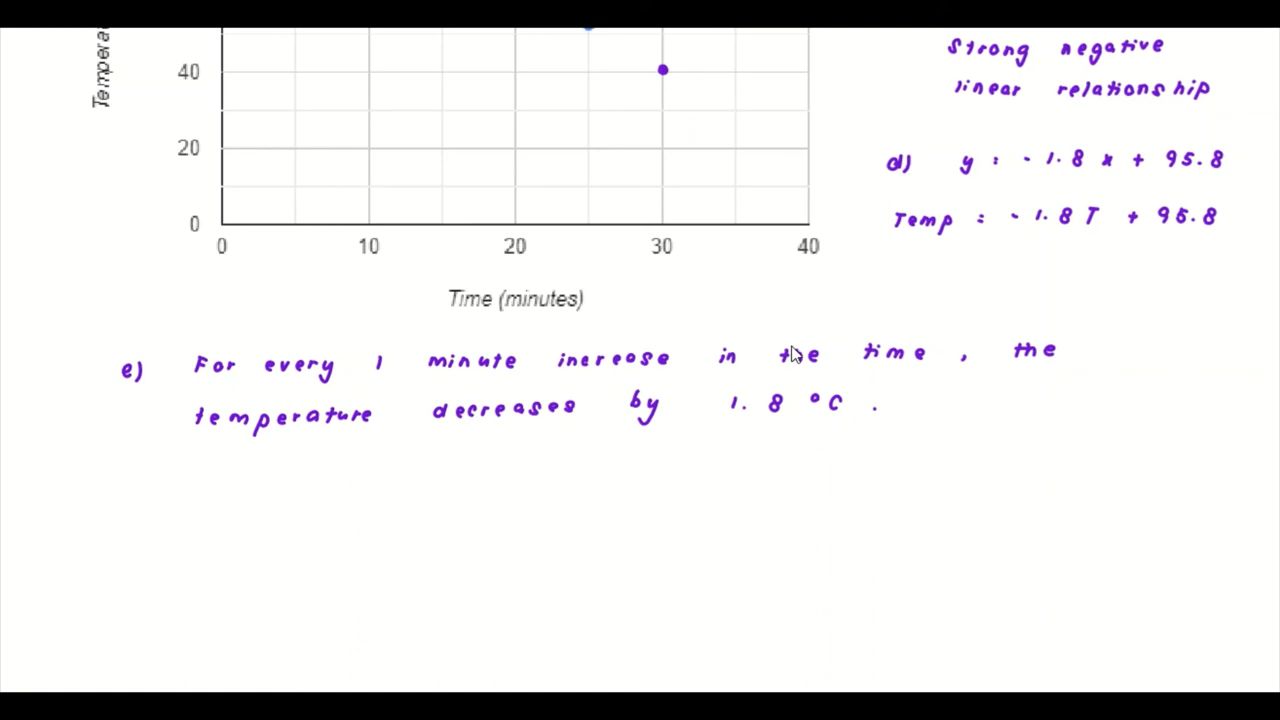 Tempera
40
20
0
0 10 20 30 40
Time (minutes)
Strong negative
linear relationship
d) y = -1.8 x + 95.8
Temp = -1.8 T + 95.8
e) For every 1 minute increase in the time, the
temperature decreases by 1.8 °C.